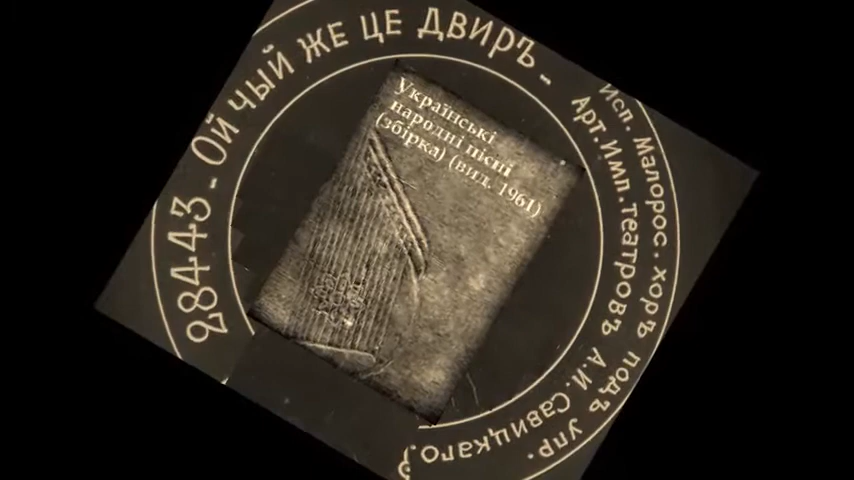 28443. Ой чый же це двиръ -
Исп. Малорос. хоръ подъ упр.
Арт. Имп. театровъ А.И. Савицкаго.
Українські
народні пісні
(збірка) (вид. 1961)